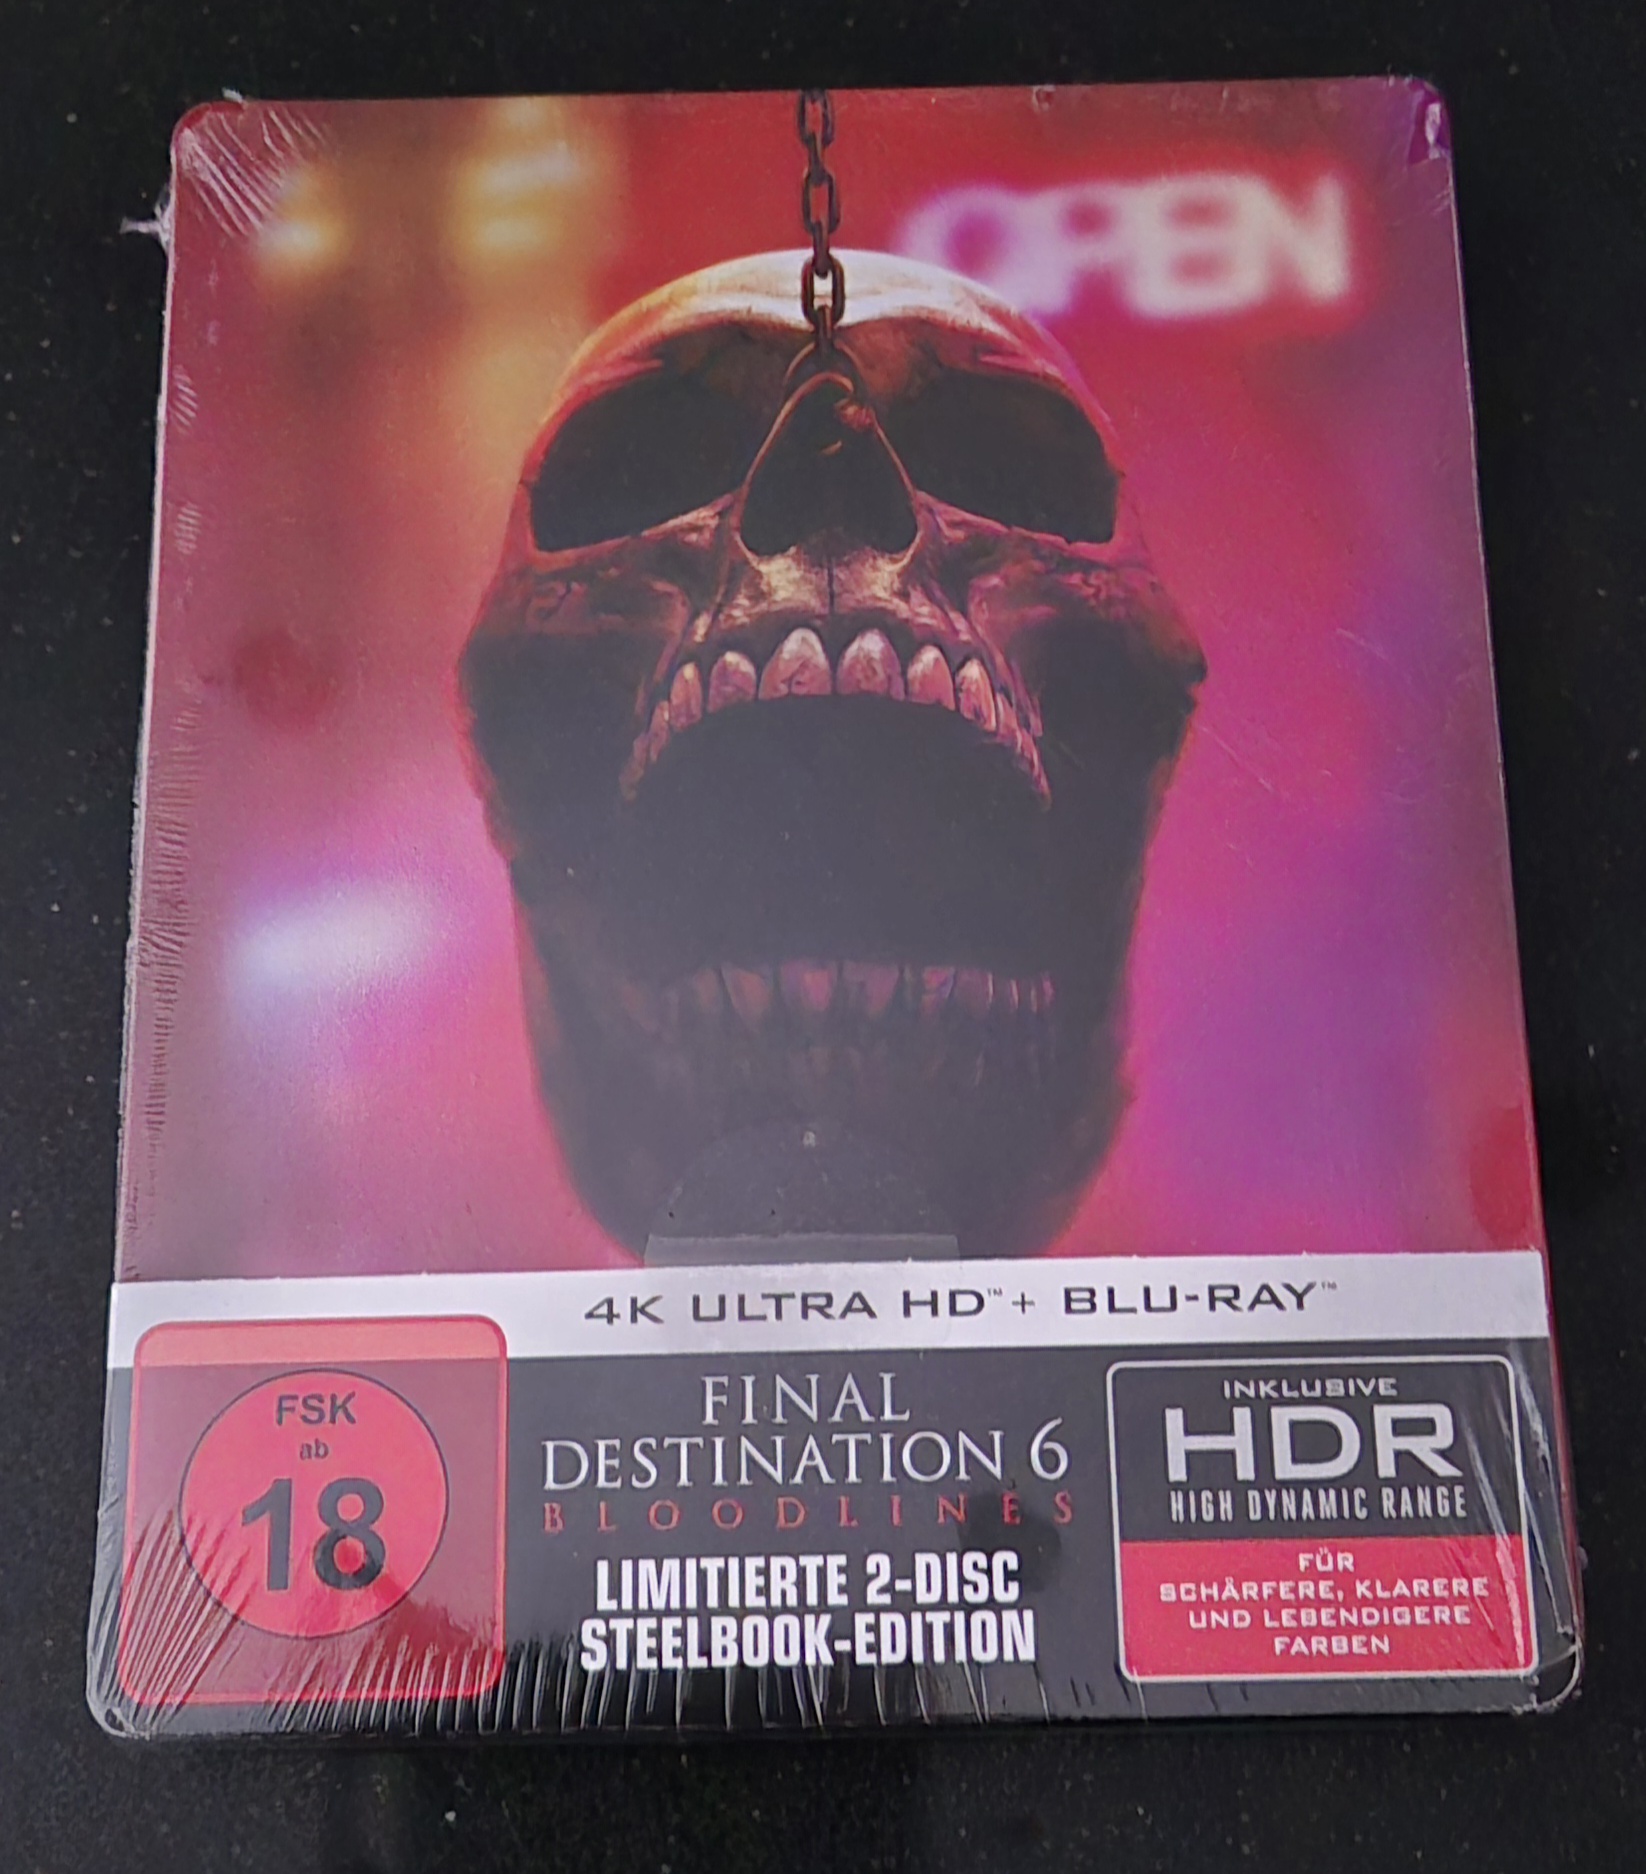 OPEN
4K ULTRA HD™ + BLU-RAY™
FSK
ab
18
FINAL
DESTINATION 6
BLOODLINES
LIMITIERTE 2-DISC
STEELBOOK-EDITION
INKLUSIVE
HDR
HIGH DYNAMIC RANGE
FÜR
SCHÄRFERE, KLARERE
UND LEBENDIGERE
FARBEN